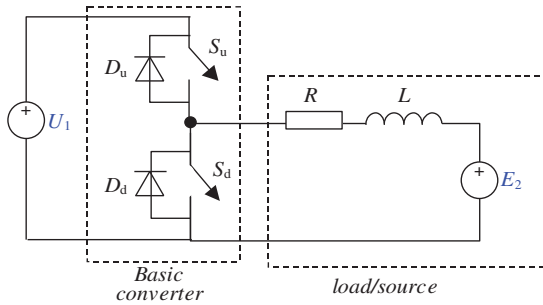 S_u
D_u
R
L
+
U_1
S_d
D_d
+
E_2
Basic
converter
load/source